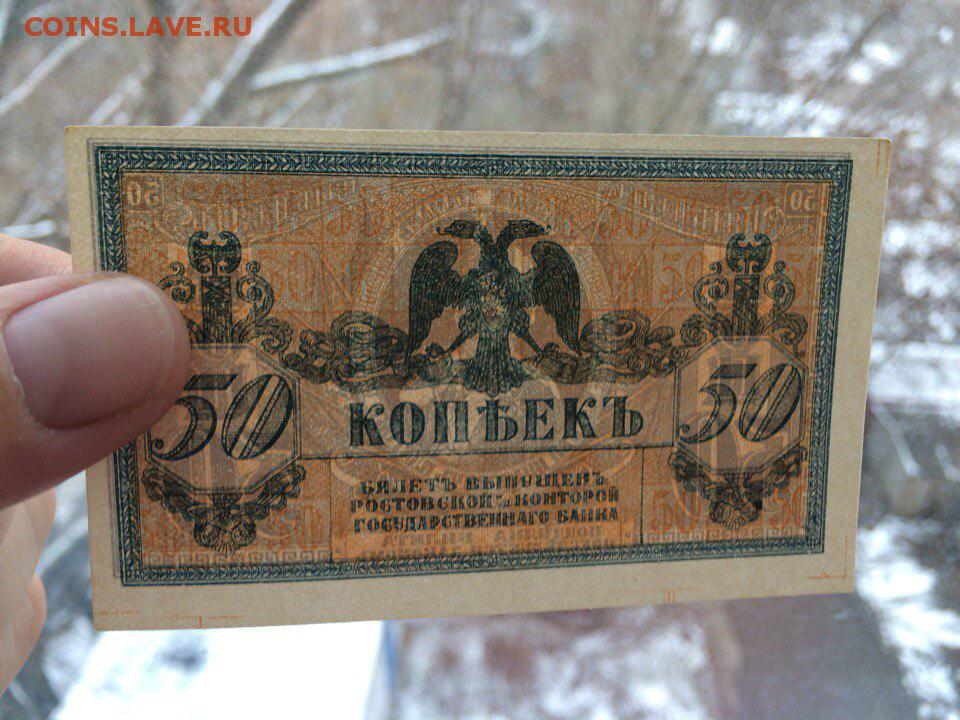 COINS.LAVE.RU
50 КОПѢЕКЪ 50
БИЛЕТЪ ВЫПУЩЕНЪ
РОСТОВСКОЙ н/Д КОНТОРОЙ
ГОСУДАРСТВЕННАГО БАНКА